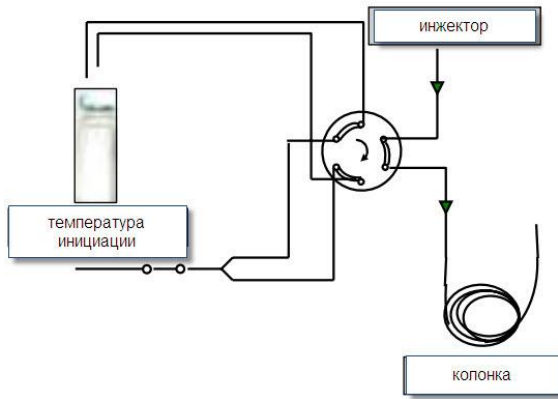 инжектор
температура
инициации
колонка